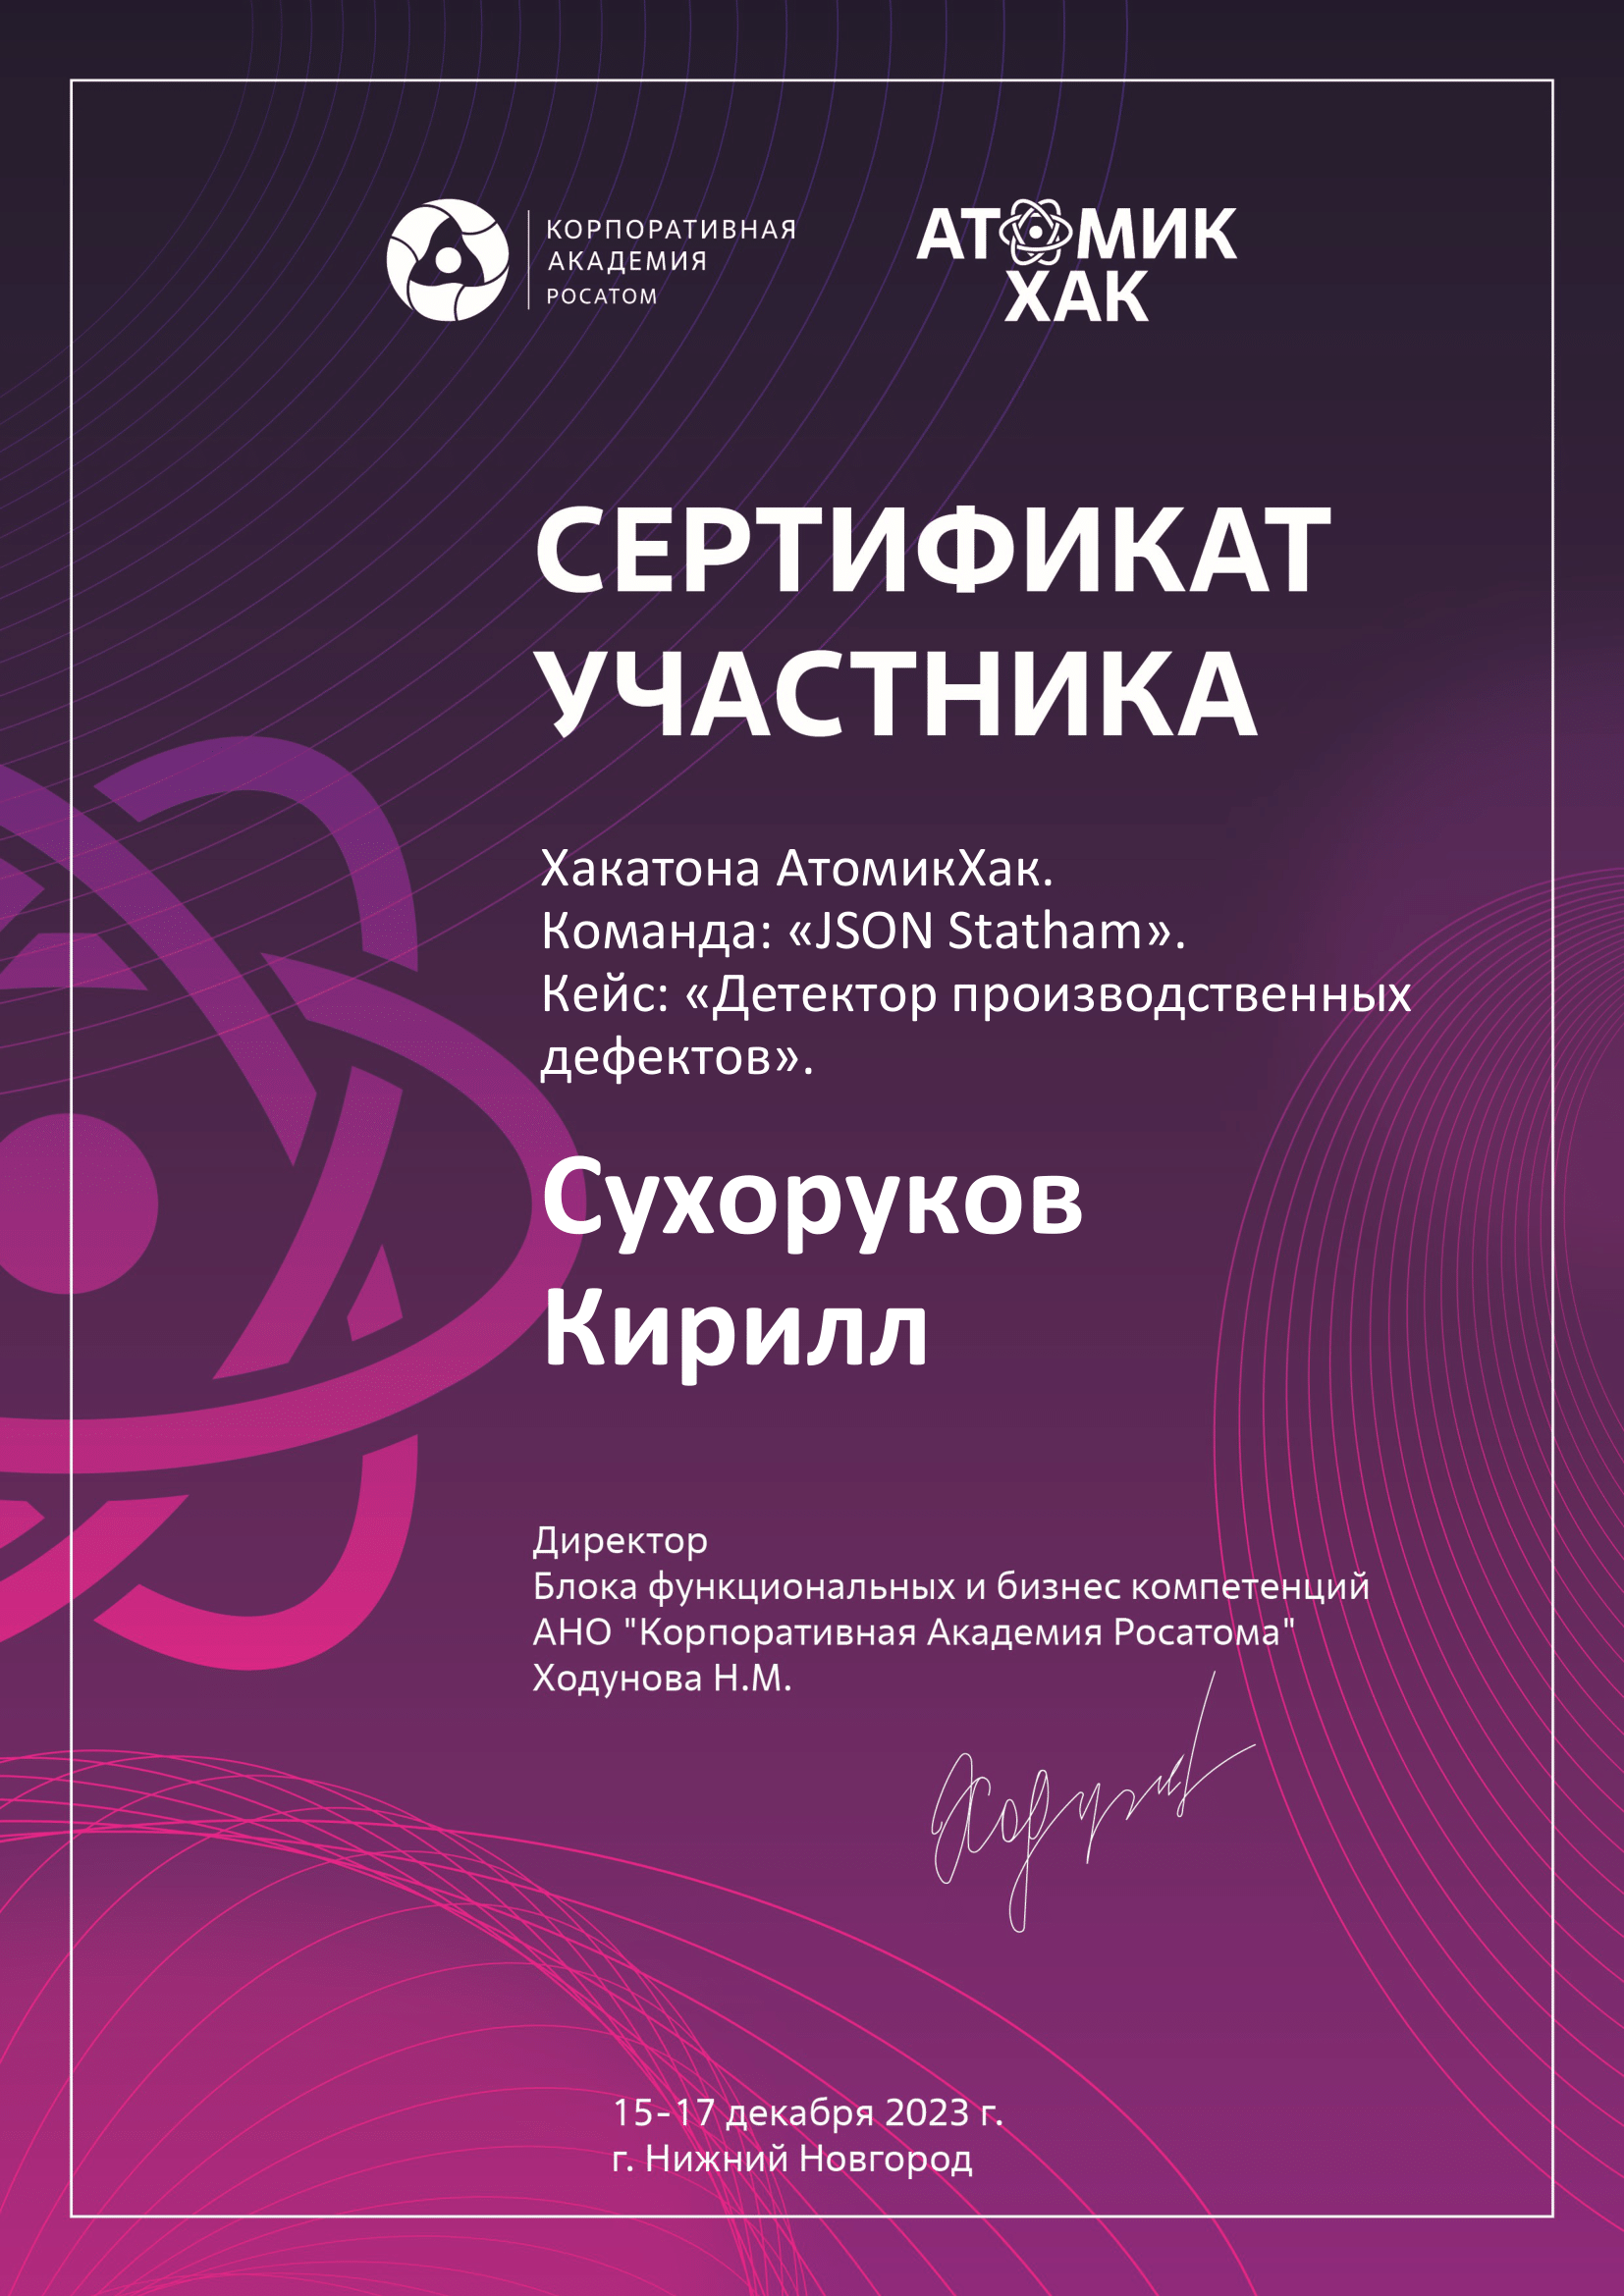 КОРПОРАТИВНАЯ
АКАДЕМИЯ
РОСАТОМ
АТОМИК
ХАК
СЕРТИФИКАТ
УЧАСТНИКА
Хакатона АтомикХак.
Команда: «JSON Statham».
Кейс: «Детектор производственных
дефектов».
Сухоруков
Кирилл
Директор
Блока функциональных и бизнес компетенций
АНО "Корпоративная Академия Росатома"
Ходунова Н.М.
15-17 декабря 2023 г.
г. Нижний Новгород